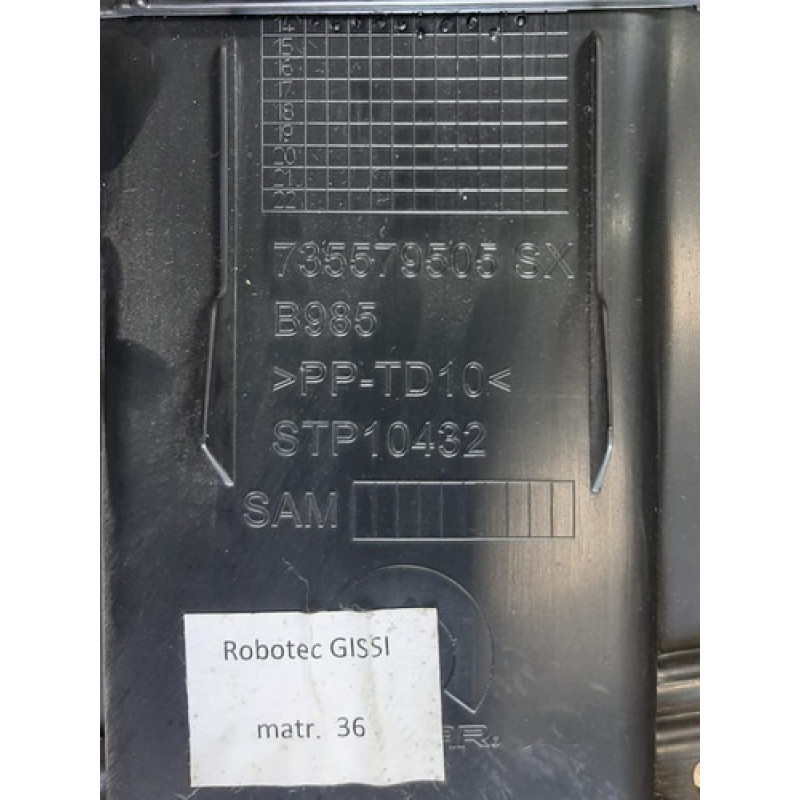 14
15
16
17
18
19
20
21
22
735579505 SX
B985
>PP-TD10<
STP10432
SAM
Robotec GISSI
matr. 36